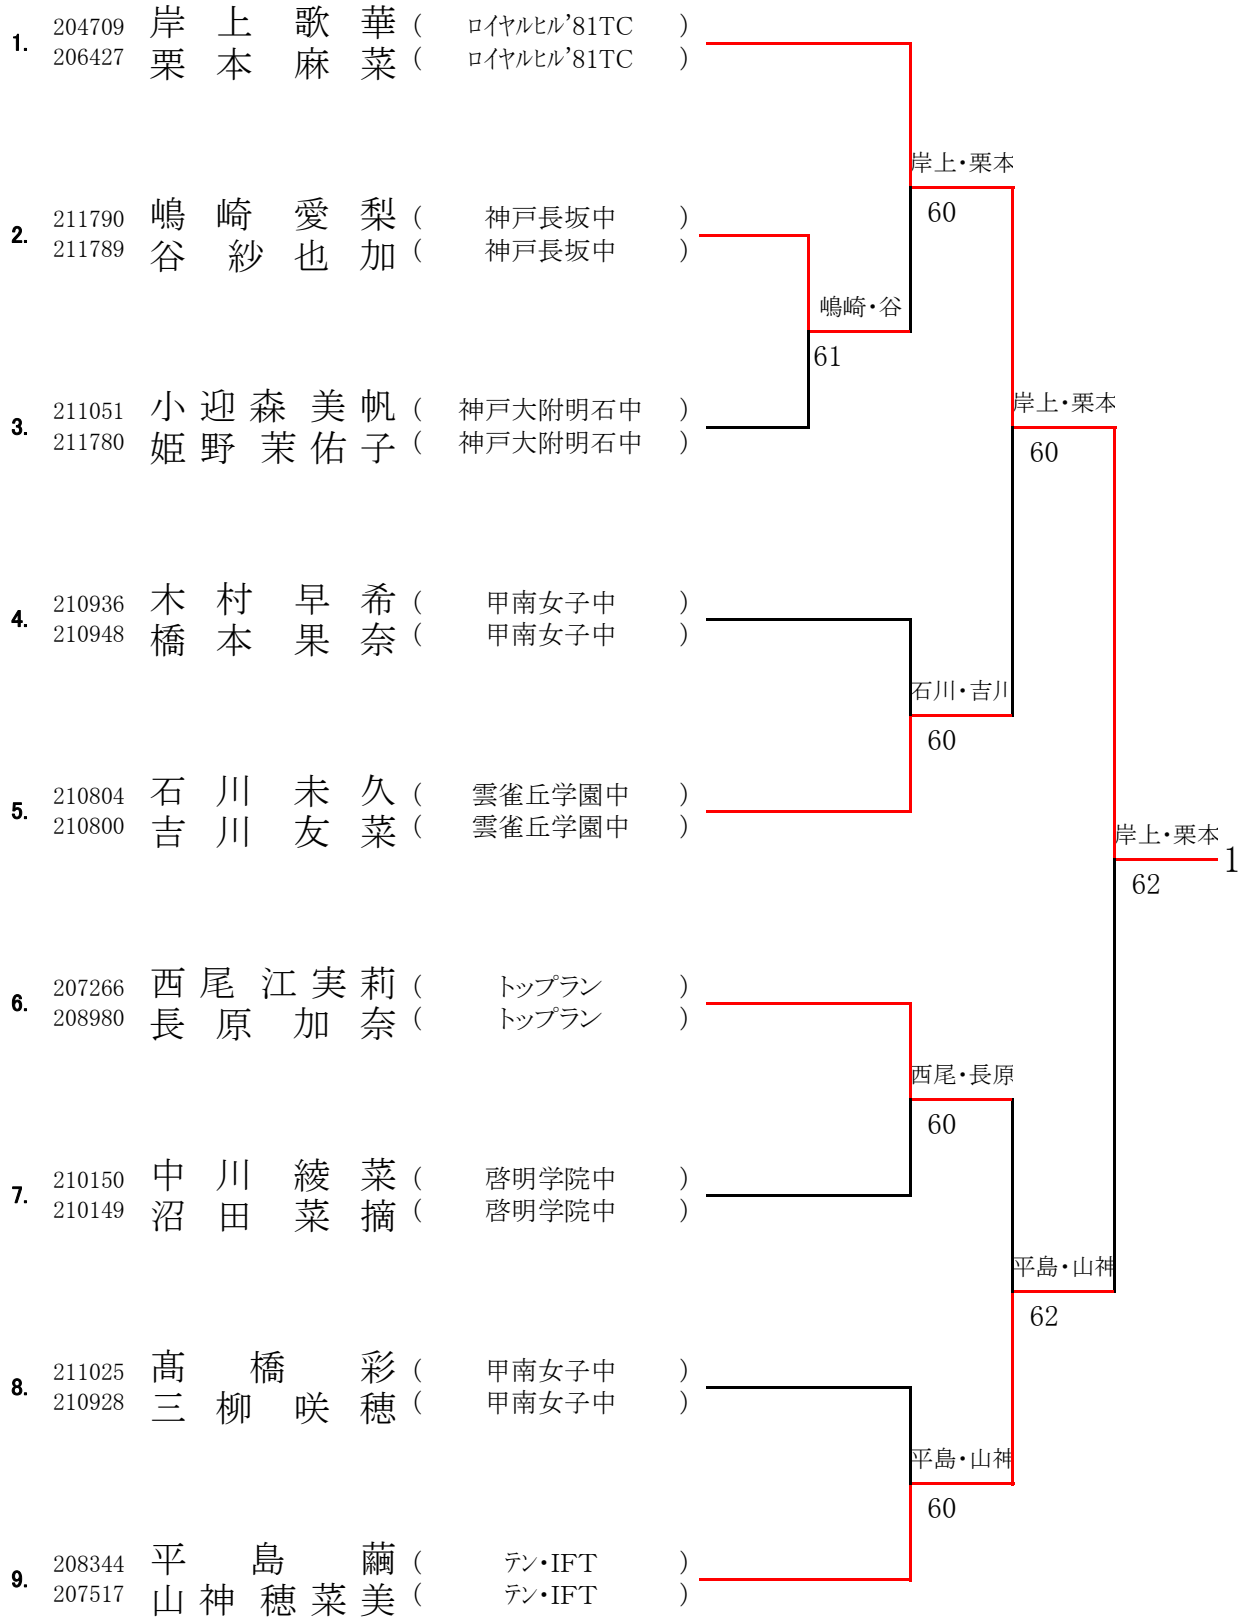 1. 204709 岸上歌華 ( ロイヤルヒル'81TC )
206427 栗本麻菜 ( ロイヤルヒル'81TC )
岸上・栗本
60
2. 211790 嶋崎愛梨 ( 神戸長坂中 )
211789 谷紗也加 ( 神戸長坂中 )
嶋崎・谷
61
3. 211051 小迎森美帆 ( 神戸大附明石中 )
211780 姫野茉佑子 ( 神戸大附明石中 )
岸上・栗本
60
4. 210936 木村早希 ( 甲南女子中 )
210948 橋本果奈 ( 甲南女子中 )
石川・吉川
60
5. 210804 石川未久 ( 雲雀丘学園中 )
210800 吉川友菜 ( 雲雀丘学園中 )
岸上・栗本
62
1
6. 207266 西尾江実莉 ( トップラン )
208980 長原加奈 ( トップラン )
西尾・長原
60
7. 210150 中川綾菜 ( 啓明学院中 )
210149 沼田菜摘 ( 啓明学院中 )
平島・山神
62
8. 211025 髙橋彩 ( 甲南女子中 )
210928 三柳咲穂 ( 甲南女子中 )
平島・山神
60
9. 208344 平島繭 ( テン・IFT )
207517 山神穂菜美 ( テン・IFT )